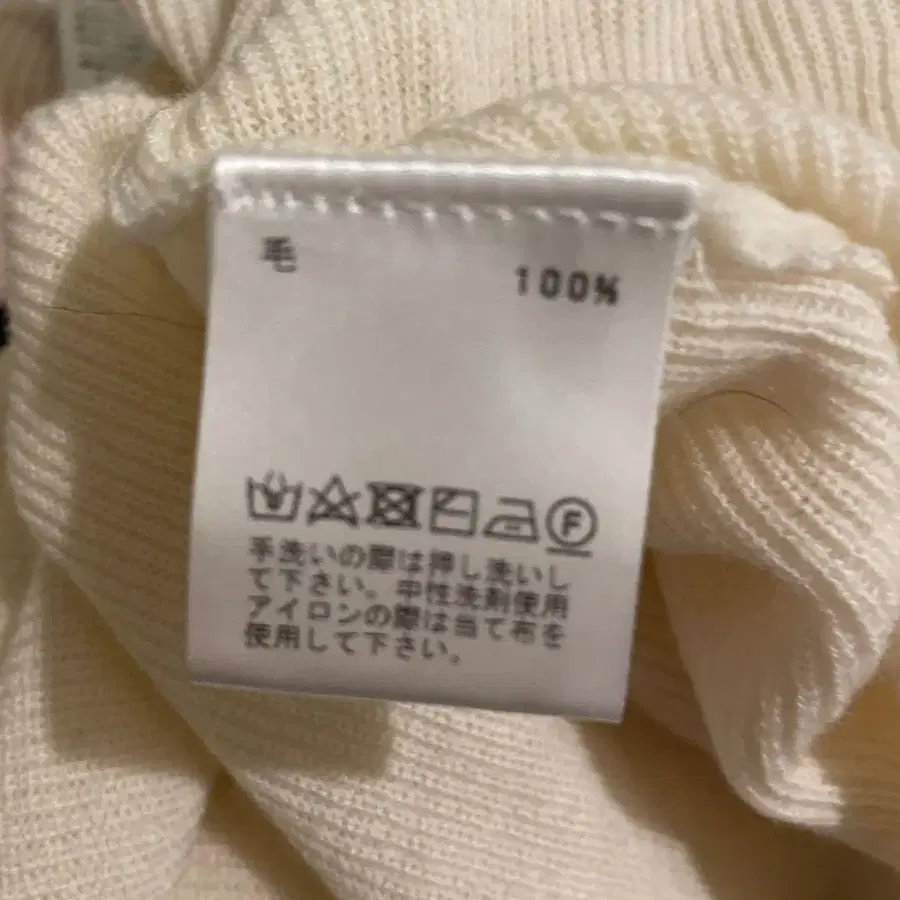 毛 100%
F
手洗いの際は押し洗いし
て下さい。中性洗剤使用
アイロンの際は当て布を
使用して下さい。